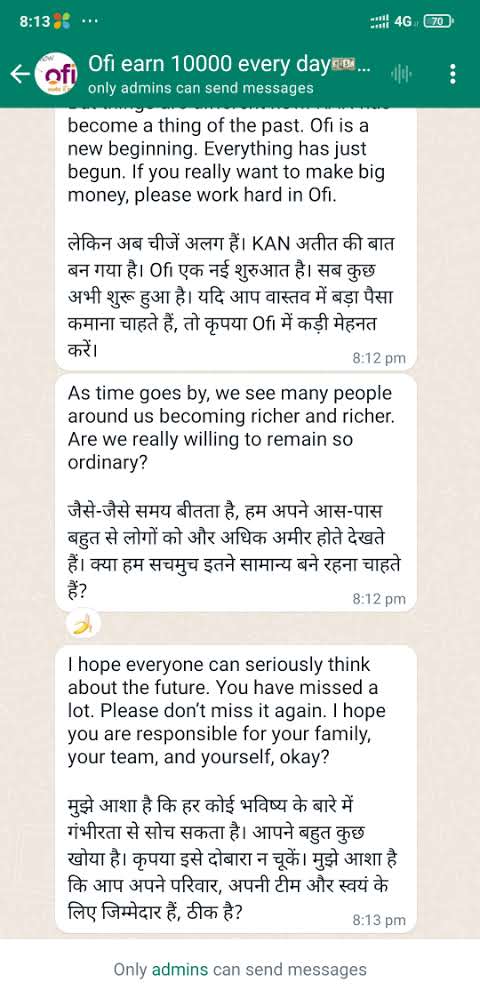 8:13
4G
70
Ofi earn 10000 every day...
only admins can send messages
ofi
become a thing of the past. Ofi is a
new beginning. Everything has just
begun. If you really want to make big
money, please work hard in Ofi.
लेकिन अब चीजें अलग हैं। KAN अतीत की बात
बन गया है। Ofi एक नई शुरुआत है। सब कुछ
अभी शुरू हुआ है। यदि आप वास्तव में बड़ा पैसा
कमाना चाहते हैं, तो कृपया Ofi में कड़ी मेहनत
करें।
8:12 pm
As time goes by, we see many people
around us becoming richer and richer.
Are we really willing to remain so
ordinary?
जैसे-जैसे समय बीतता है, हम अपने आस-पास
बहुत से लोगों को और अधिक अमीर होते देखते
हैं। क्या हम सचमुच इतने सामान्य बने रहना चाहते
हैं?
8:12 pm
I hope everyone can seriously think
about the future. You have missed a
lot. Please don't miss it again. I hope
you are responsible for your family,
your team, and yourself, okay?
मुझे आशा है कि हर कोई भविष्य के बारे में
गंभीरता से सोच सकता है। आपने बहुत कुछ
खोया है। कृपया इसे दोबारा न चूकें। मुझे आशा है
कि आप अपने परिवार, अपनी टीम और स्वयं के
लिए जिम्मेदार हैं, ठीक है?
8:13 pm
Only admins can send messages